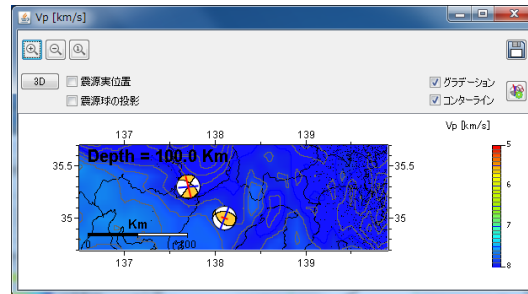 Vp [km/s]
3D
震源実位置
震源球の投影
グラデーション
コンターライン
Vp [km/s]
137 138 139
Depth = 100.0 Km
35.5 35.5
35 35
Km
0
137 138 139
5
6
7
8